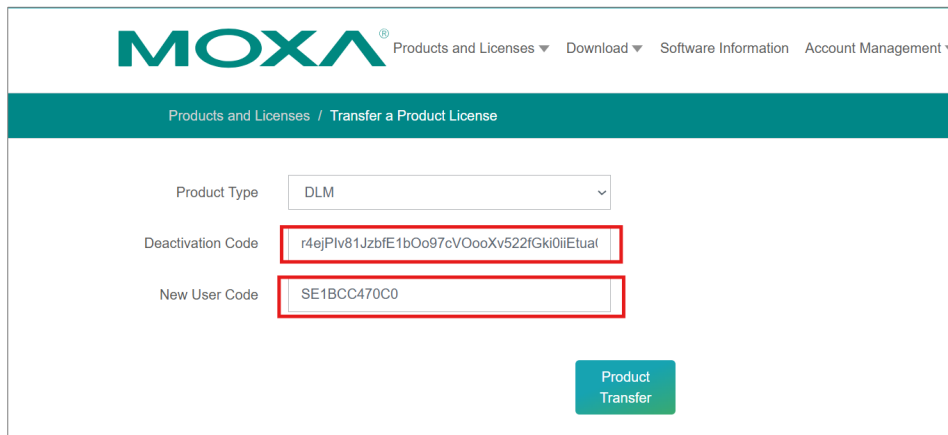 MOXA®
Products and Licenses ▼ Download ▼ Software Information Account Management
Products and Licenses / Transfer a Product License
Product Type DLM
Deactivation Code r4ejPIv81JzbfE1bOo97cVOooXv522fGki0iiEtua
New User Code SE1BCC470C0
Product
Transfer